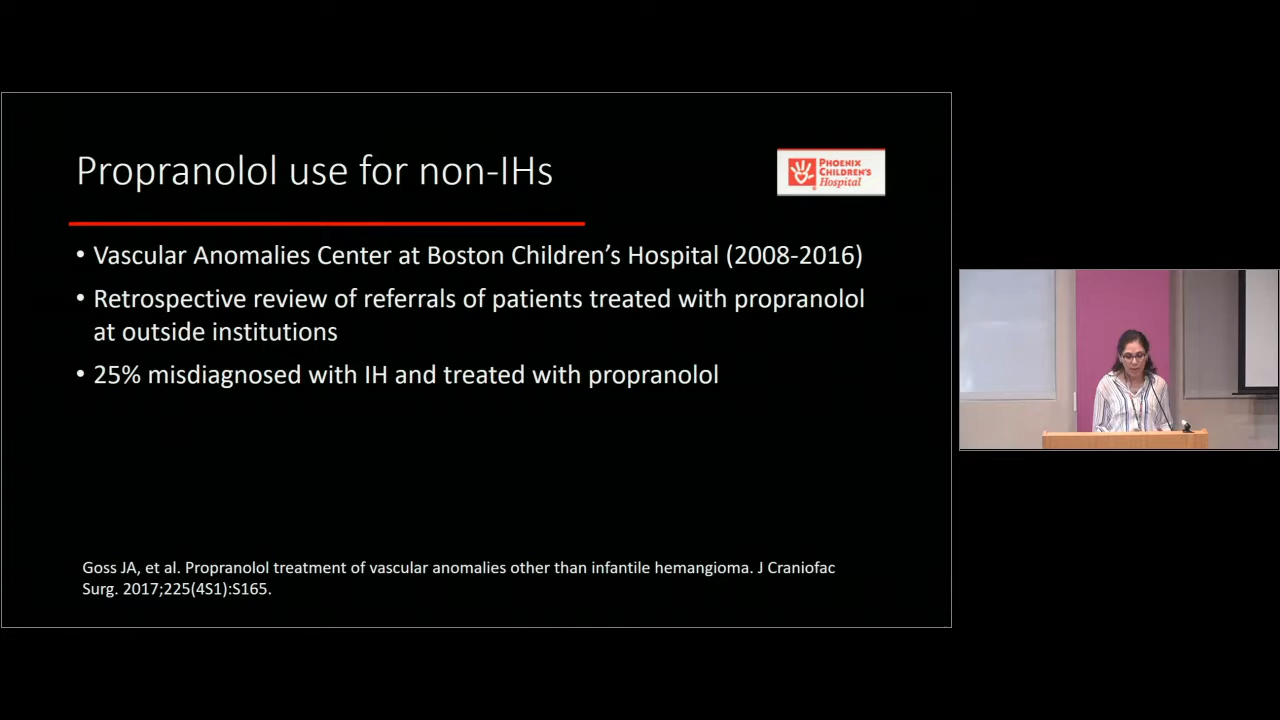 Propranolol use for non-IHs
PHOENIX
CHILDREN'S
Hospital
• Vascular Anomalies Center at Boston Children's Hospital (2008-2016)
• Retrospective review of referrals of patients treated with propranolol
at outside institutions
• 25% misdiagnosed with IH and treated with propranolol
Goss JA, et al. Propranolol treatment of vascular anomalies other than infantile hemangioma. J Craniofac
Surg. 2017;225(4S1):S165.